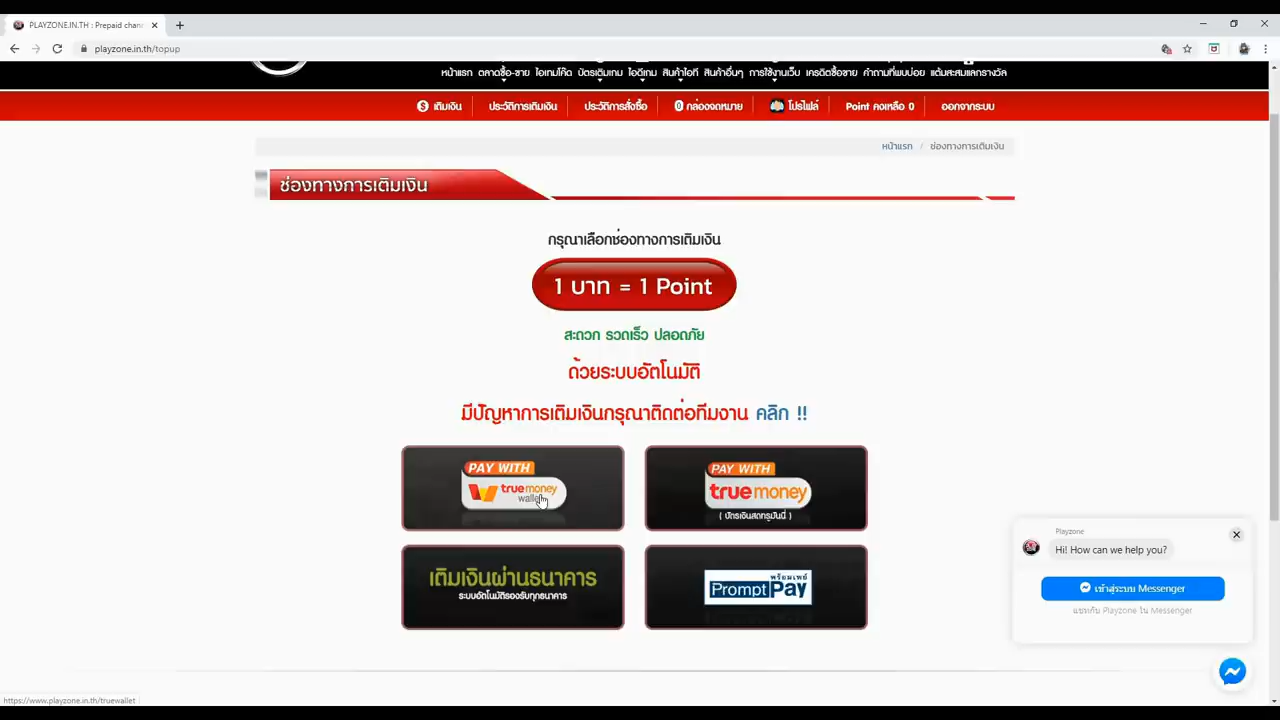 PLAYZONE.IN.TH : Prepaid chan
playzone.in.th/topup
หน้าแรก ตลาดซื้อ-ขาย ไอเทมโค๊ด บัตรเติมเกม ไอดีเกม สินค้าไอที สินค้าอื่นๆ การใช้งานเว็บ เครดิตซื้อขาย คำถามที่พบบ่อย แต้มสะสมแลกรางวัล
เติมเงิน ประวัติการเติมเงิน ประวัติการสั่งซื้อ 0 กล่องจดหมาย โปรไฟล์ Point คงเหลือ 0 ออกจากระบบ
หน้าแรก / ช่องทางการเติมเงิน
ช่องทางการเติมเงิน
กรุณาเลือกช่องทางการเติมเงิน
1 บาท = 1 Point
สะดวก รวดเร็ว ปลอดภัย
ด้วยระบบอัตโนมัติ
มีปัญหาการเติมเงินกรุณาติดต่อทีมงาน คลิก !!
PAY WITH
truemoney
wallet
PAY WITH
truemoney
( บัตรเงินสดทรูมันนี่ )
เติมเงินผ่านธนาคาร
ระบบอัตโนมัติรองรับทุกธนาคาร
พร้อมเพย์
PromptPay
Playzone
Hi! How can we help you?
เข้าสู่ระบบ Messenger
แชทกับ Playzone ใน Messenger
https://www.playzone.in.th/truewallet